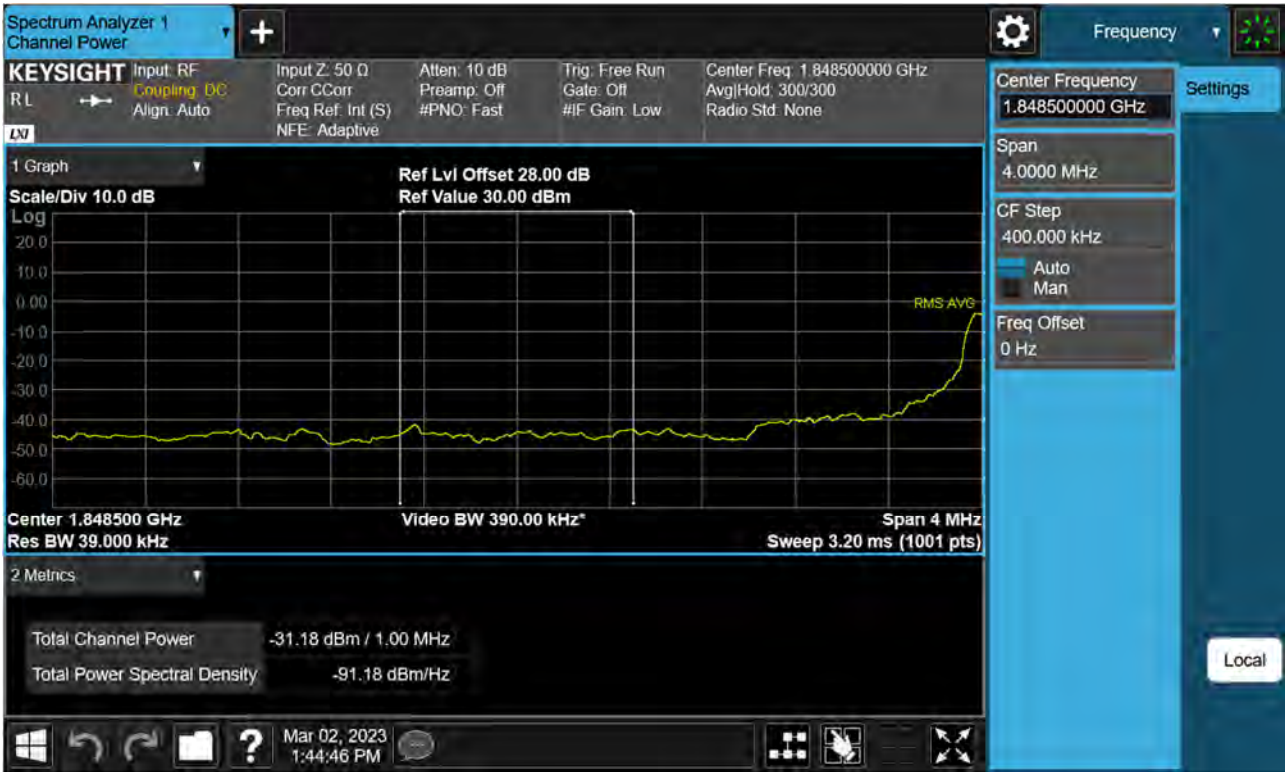 Spectrum Analyzer 1
Channel Power
Frequency
KEYSIGHT
R L
LXI
Input: RF
Coupling: DC
Align: Auto
Input Z: 50 Ω
Corr CCorr
Freq Ref: Int (S)
NFE: Adaptive
Atten: 10 dB
Preamp: Off
#PNO: Fast
Trig: Free Run
Gate: Off
#IF Gain: Low
Center Freq: 1.848500000 GHz
Avg|Hold: 300/300
Radio Std: None
Center Frequency
1.848500000 GHz
Settings
Span
4.0000 MHz
CF Step
400.000 kHz
Auto
Man
Freq Offset
0 Hz
1 Graph
Scale/Div 10.0 dB
Ref Lvl Offset 28.00 dB
Ref Value 30.00 dBm
Log
20.0
10.0
0.00
-10.0
-20.0
-30.0
-40.0
-50.0
-60.0
RMS AVG
Center 1.848500 GHz
Video BW 390.00 kHz*
Span 4 MHz
Res BW 39.000 kHz
Sweep 3.20 ms (1001 pts)
2 Metrics
Total Channel Power
-31.18 dBm / 1.00 MHz
Total Power Spectral Density
-91.18 dBm/Hz
Local
?
Mar 02, 2023
1:44:46 PM